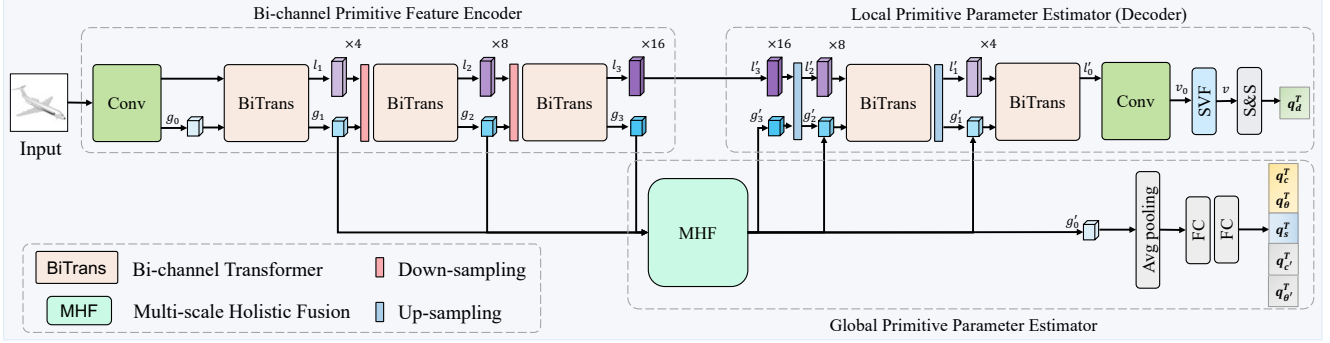 Bi-channel Primitive Feature Encoder
Local Primitive Parameter Estimator (Decoder)
Input
Conv
g₀
BiTrans
l₁
g₁
×4
BiTrans
l₂
g₂
×8
BiTrans
l₃
g₃
×16
l′₃
g′₃
×16
l′₂
g′₂
×8
BiTrans
l′₁
g′₁
×4
BiTrans
l′₀
Conv
v₀
SVF
v
S&S
q_d^T
MHF
g′₀
Avg pooling
FC
FC
q_c^T
q_θ^T
q_s^T
q_c′^T
q_θ′^T
BiTrans Bi-channel Transformer
Down-sampling
MHF Multi-scale Holistic Fusion
Up-sampling
Global Primitive Parameter Estimator